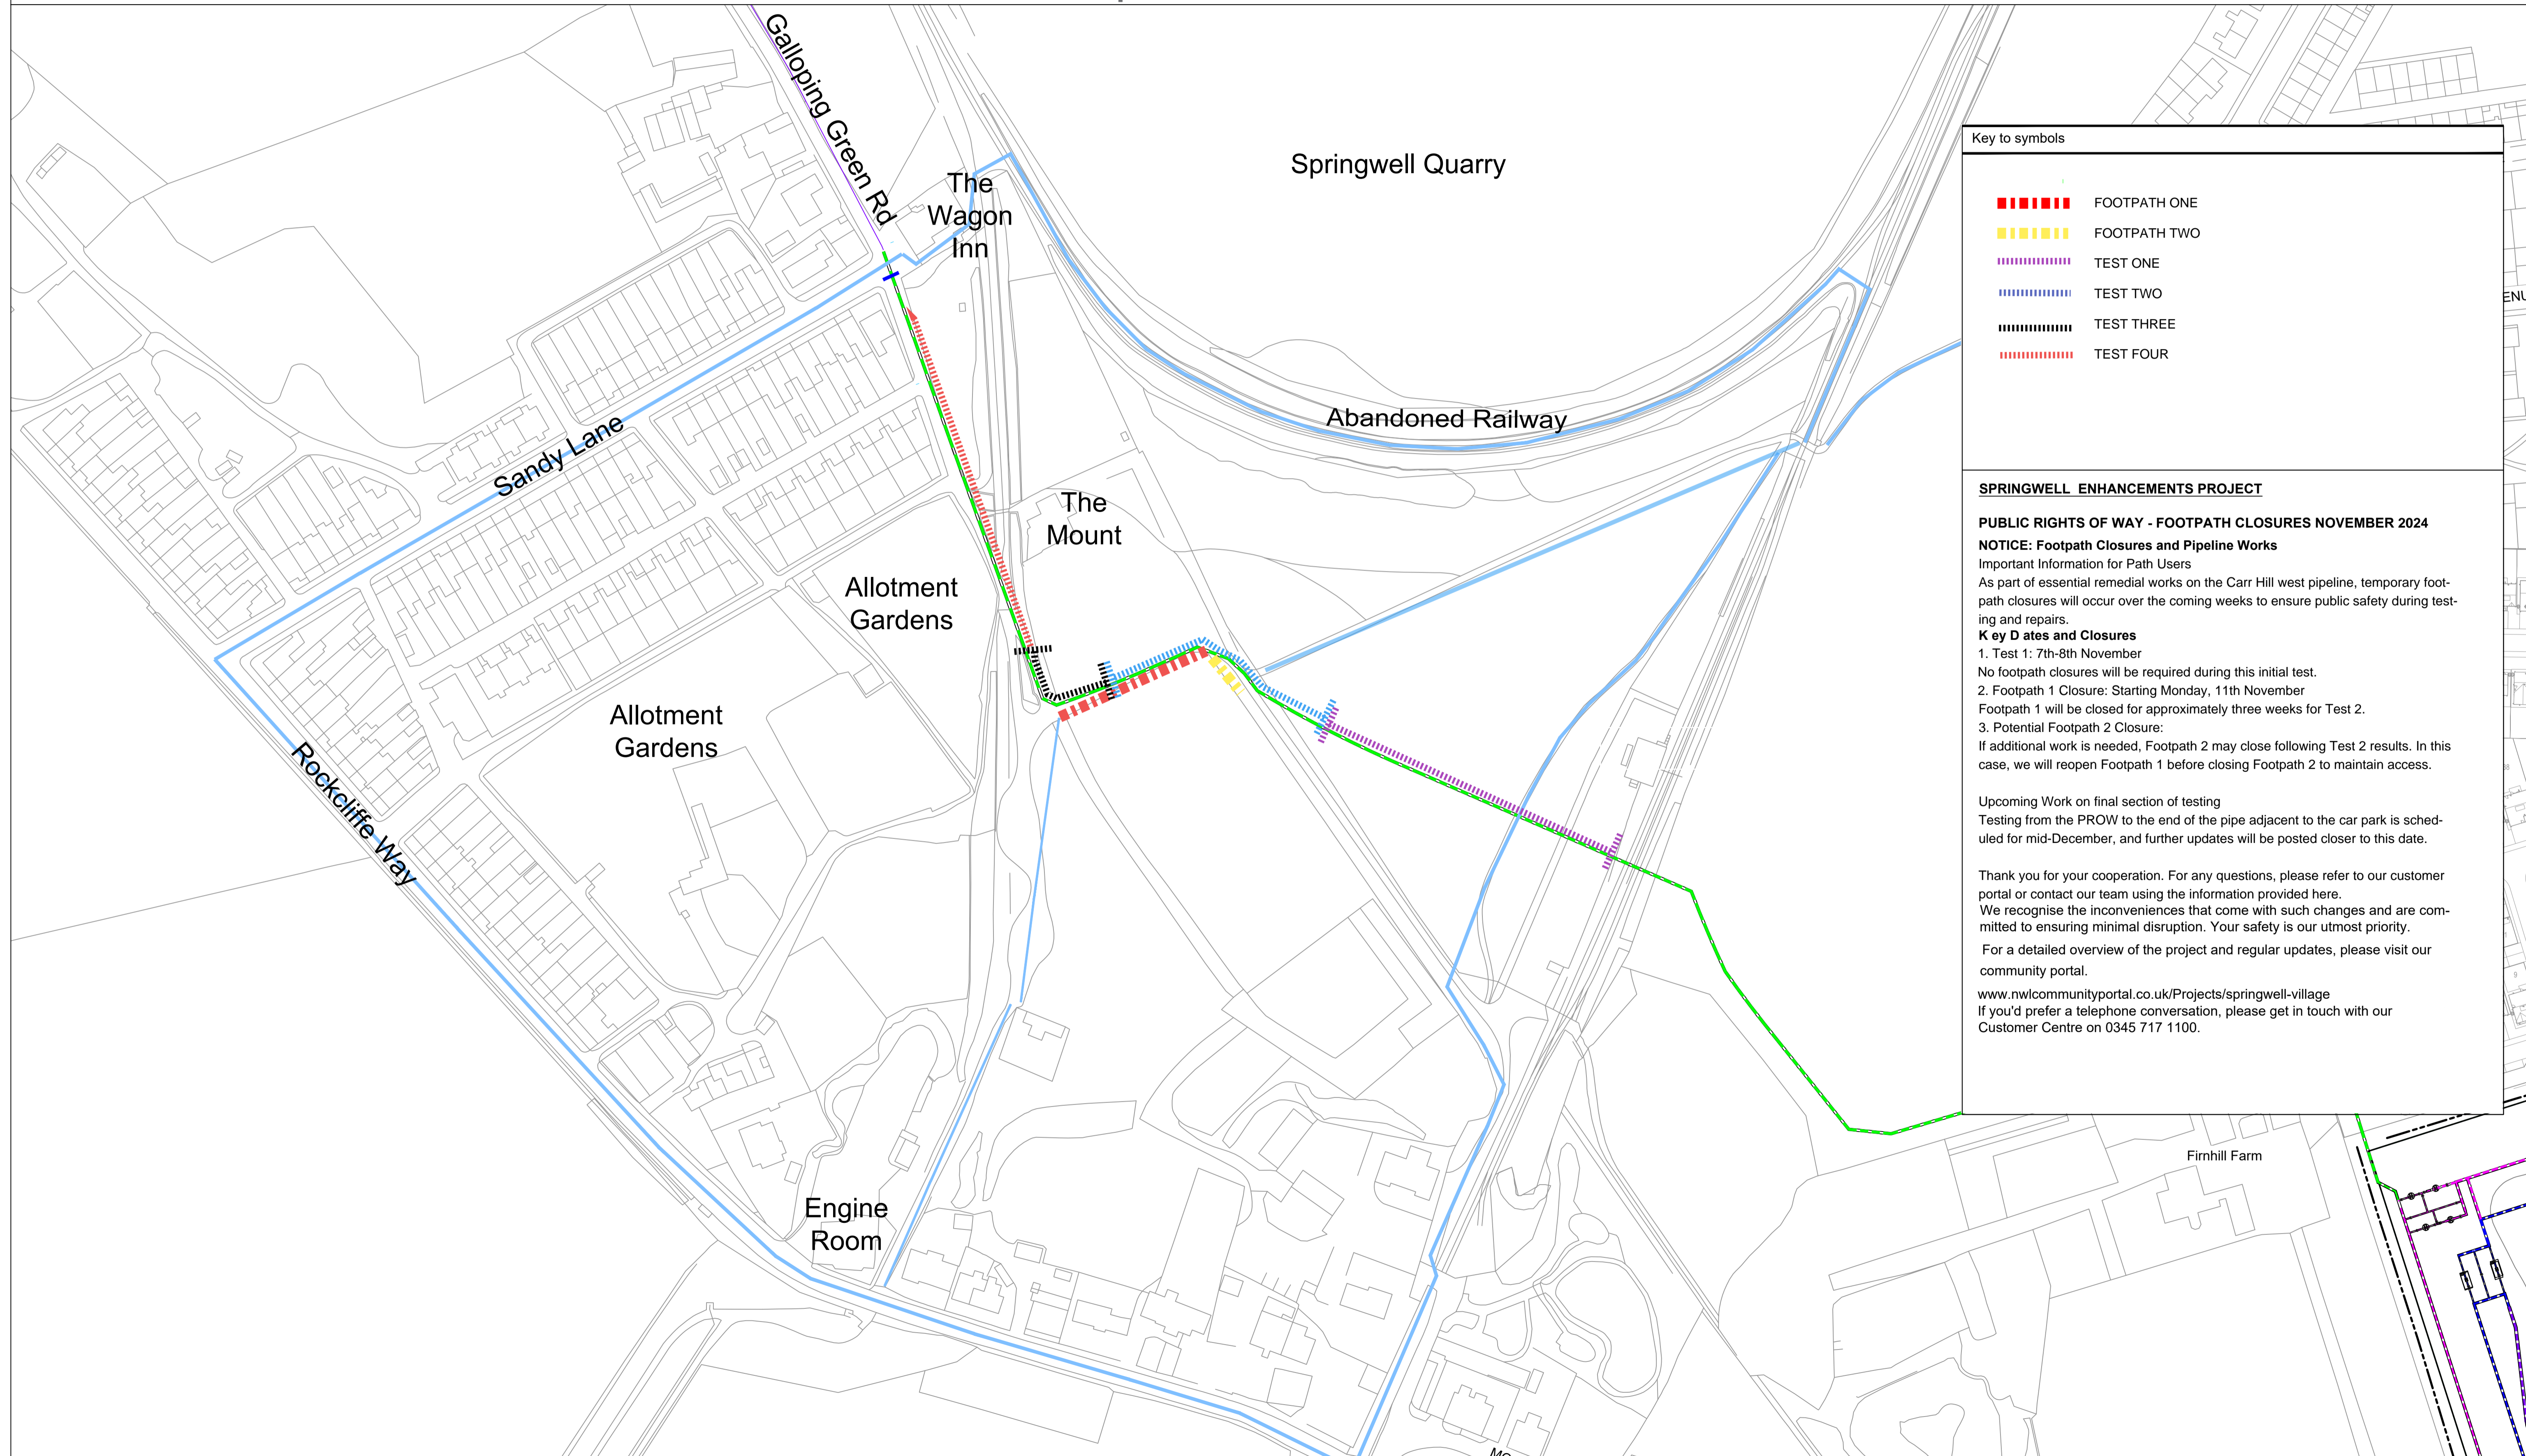 Galloping Green Rd
The
Wagon
Inn
Springwell Quarry
Abandoned Railway
Sandy Lane
The
Mount
Allotment
Gardens
Allotment
Gardens
Rockcliffe Way
Engine
Room
Firnhill Farm
Key to symbols
FOOTPATH ONE
FOOTPATH TWO
TEST ONE
TEST TWO
TEST THREE
TEST FOUR
SPRINGWELL ENHANCEMENTS PROJECT
PUBLIC RIGHTS OF WAY - FOOTPATH CLOSURES NOVEMBER 2024
NOTICE: Footpath Closures and Pipeline Works
Important Information for Path Users
As part of essential remedial works on the Carr Hill west pipeline, temporary foot-
path closures will occur over the coming weeks to ensure public safety during test-
ing and repairs.
K ey D ates and Closures
1. Test 1: 7th-8th November
No footpath closures will be required during this initial test.
2. Footpath 1 Closure: Starting Monday, 11th November
Footpath 1 will be closed for approximately three weeks for Test 2.
3. Potential Footpath 2 Closure:
If additional work is needed, Footpath 2 may close following Test 2 results. In this
case, we will reopen Footpath 1 before closing Footpath 2 to maintain access.
Upcoming Work on final section of testing
Testing from the PROW to the end of the pipe adjacent to the car park is sched-
uled for mid-December, and further updates will be posted closer to this date.
Thank you for your cooperation. For any questions, please refer to our customer
portal or contact our team using the information provided here.
We recognise the inconveniences that come with such changes and are com-
mitted to ensuring minimal disruption. Your safety is our utmost priority.
For a detailed overview of the project and regular updates, please visit our
community portal.
www.nwlcommunityportal.co.uk/Projects/springwell-village
If you'd prefer a telephone conversation, please get in touch with our
Customer Centre on 0345 717 1100.